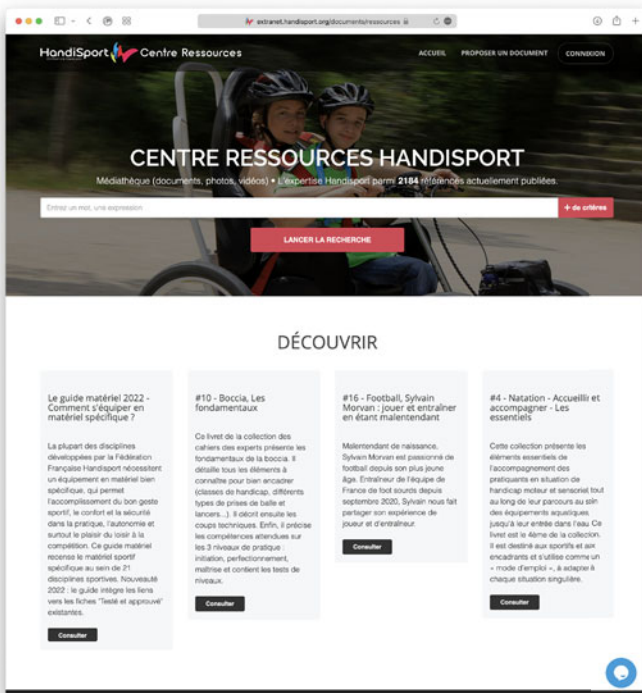 extranet.handisport.org/documents/ressources
HandiSport Centre Ressources
ACCUEIL PROPOSER UN DOCUMENT CONNEXION
CENTRE RESSOURCES HANDISPORT
Médiathèque (documents, photos, vidéos) • L'expertise Handisport parmi 2184 références actuellement publiées.
Entrez un mot, une expression
+ de critères
LANCER LA RECHERCHE
DÉCOUVRIR
Le guide matériel 2022 -
Comment s'équiper en
matériel spécifique ?
La plupart des disciplines
développées par la Fédération
Française Handisport nécessitent
un équipement en matériel bien
spécifique, qui permet
l'accomplissement du bon geste
sportif, le confort et la sécurité
dans la pratique, l'autonomie et
surtout le plaisir du loisir à la
compétition. Ce guide matériel
recense le matériel sportif
spécifique au sein de 21
disciplines sportives. Nouveauté
2022 : le guide intègre les liens
vers les fiches "Testé et approuvé"
existantes.
Consulter
#10 - Boccia, Les
fondamentaux
Ce livret de la collection des
cahiers des experts présente les
fondamentaux de la boccia. Il
détaille tous les éléments à
connaître pour bien encadrer
(classes de handicap, différents
types de prises de balle et
lancers...). Il décrit ensuite les
coups techniques. Enfin, il précise
les compétences attendues sur
les 3 niveaux de pratique :
initiation, perfectionnement,
maîtrise et contient les tests de
niveaux.
Consulter
#16 - Football, Sylvain
Morvan : jouer et entraîner
en étant malentendant
Malentendant de naissance,
Sylvain Morvan est passionné de
football depuis son plus jeune
âge. Entraîneur de l'équipe de
France de foot sourds depuis
septembre 2020, Sylvain nous fait
partager son expérience de
joueur et d'entraîneur.
Consulter
#4 - Natation - Accueillir et
accompagner - Les
essentiels
Cette collection présente les
éléments essentiels de
l'accompagnement des
pratiquants en situation de
handicap moteur et sensoriel tout
au long de leur parcours au sein
des équipements aquatiques
jusqu'à leur entrée dans l'eau. Ce
livret est le 4ème de la collection.
Il est destiné aux sportifs et aux
encadrants et s'utilise comme un
« mode d'emploi », à adapter à
chaque situation singulière.
Consulter